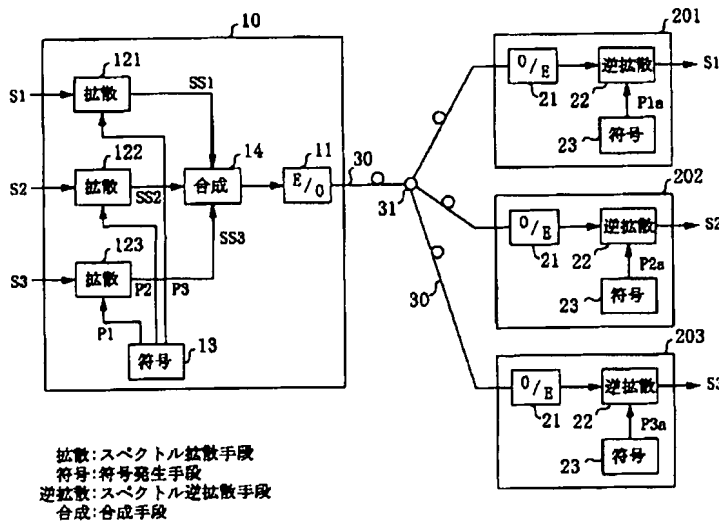 10
121
S1
拡散
SS1
122
14
11
S2
拡散
SS2
合成
E/O
30
123
SS3
S3
拡散
P2
P3
P1
符号
13
31
30
201
O/E
逆拡散
S1
21
22
P1a
23
符号
202
O/E
逆拡散
S2
21
22
P2a
23
符号
203
O/E
逆拡散
S3
21
22
P3a
23
符号
拡散:スペクトル拡散手段
符号:符号発生手段
逆拡散:スペクトル逆拡散手段
合成:合成手段